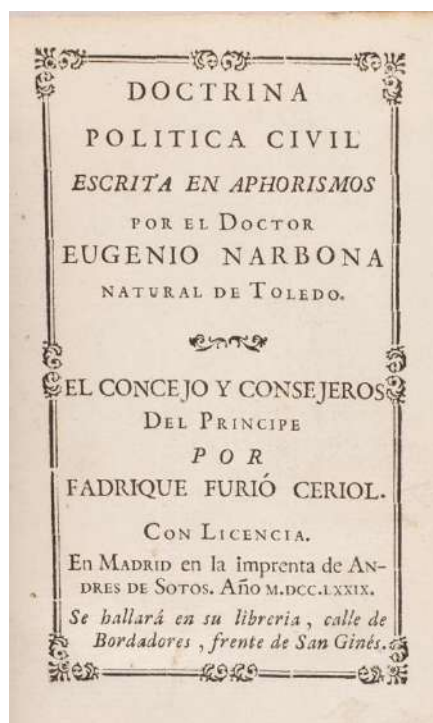 DOCTRINA
POLITICA CIVIL
ESCRITA EN APHORISMOS
POR EL DOCTOR
EUGENIO NARBONA
NATURAL DE TOLEDO.
EL CONCEJO Y CONSEJEROS
DEL PRINCIPE
POR
FADRIQUE FURIÓ CERIOL.
CON LICENCIA.
En MADRID en la imprenta de AN-
DRES DE SOTOS. Año M.DCC.LXXIX.
Se hallará en su libreria, calle de
Bordadores, frente de San Ginés.